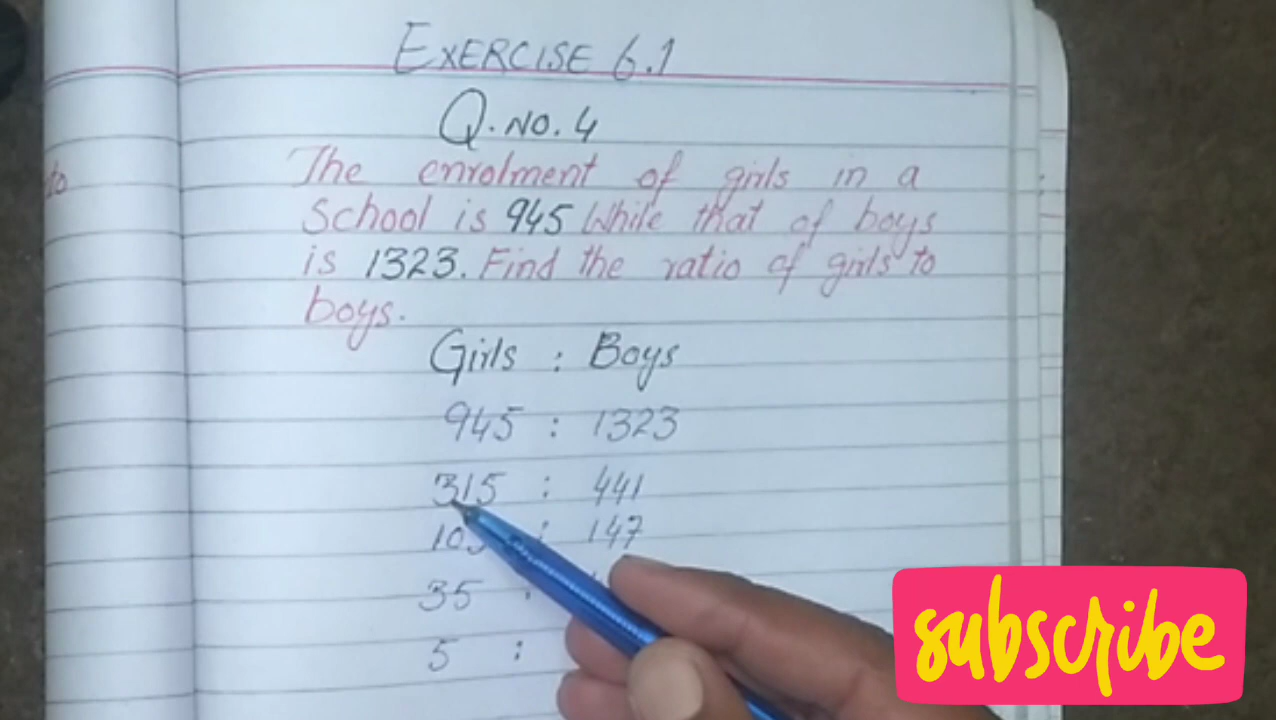 EXERCISE 6.1
Q.NO.4
to
The enrolment of girls in a
School is 945 While that of boys
is 1323. Find the ratio of girls to
boys.
Girls : Boys
945 : 1323
315 : 441
: 147
35 :
5 :
subscribe